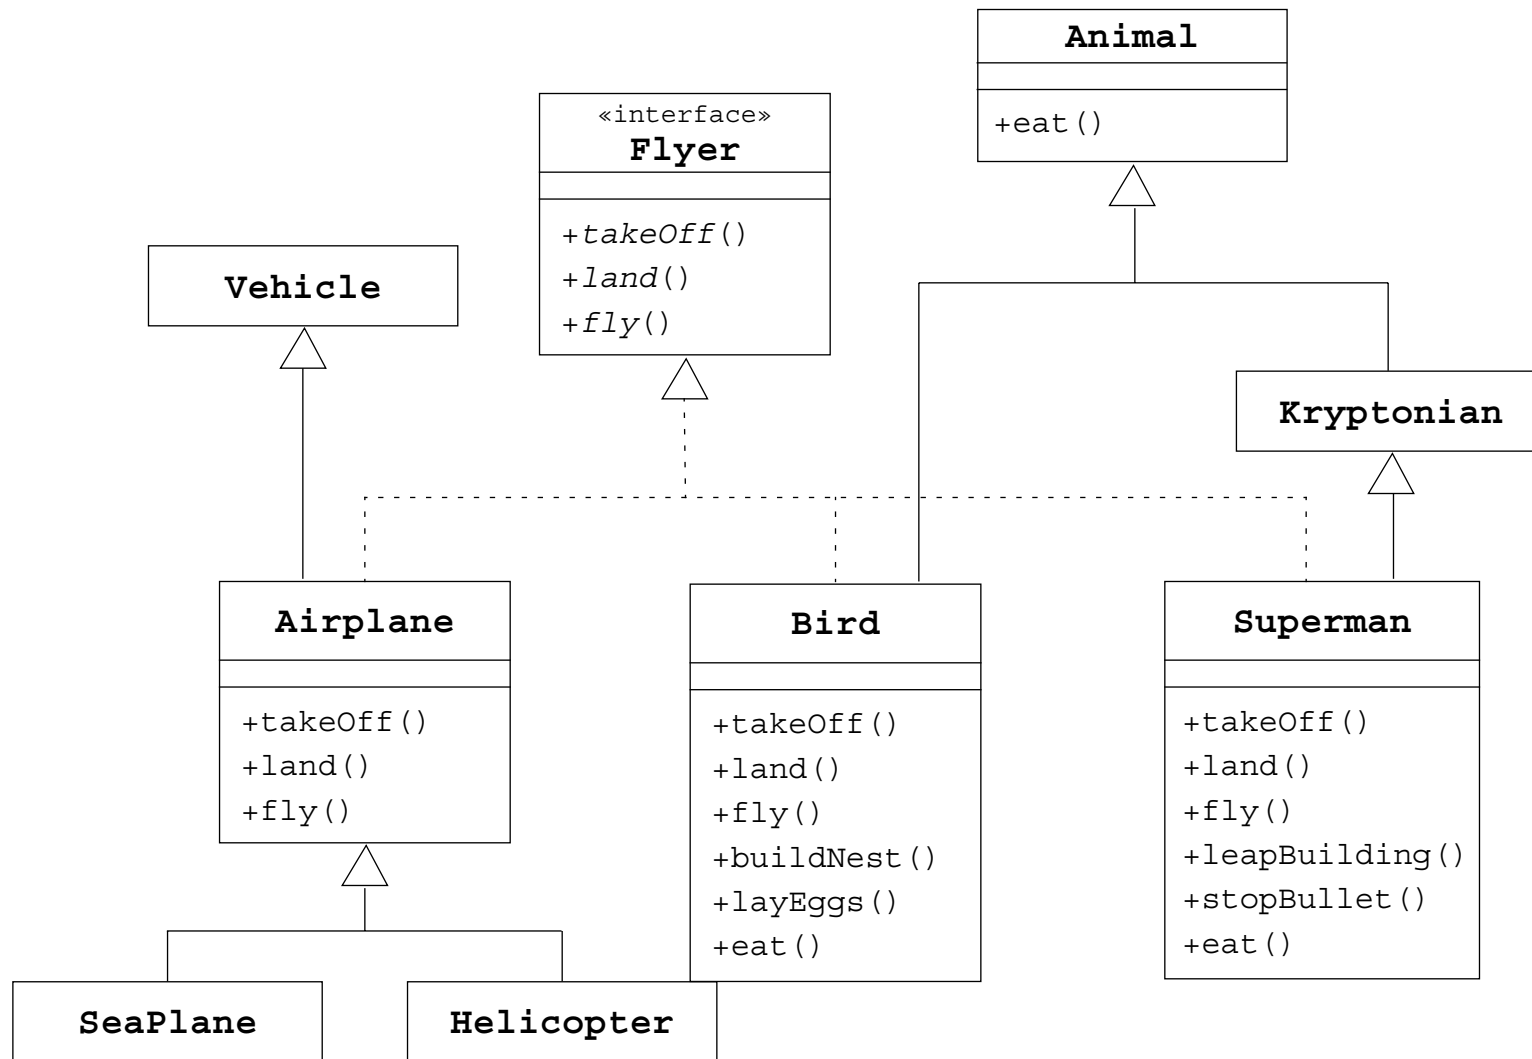 Animal
+eat()
«interface»
Flyer
+takeOff()
+land()
+fly()
Vehicle
Kryptonian
Airplane
+takeOff()
+land()
+fly()
Bird
+takeOff()
+land()
+fly()
+buildNest()
+layEggs()
+eat()
Superman
+takeOff()
+land()
+fly()
+leapBuilding()
+stopBullet()
+eat()
SeaPlane
Helicopter